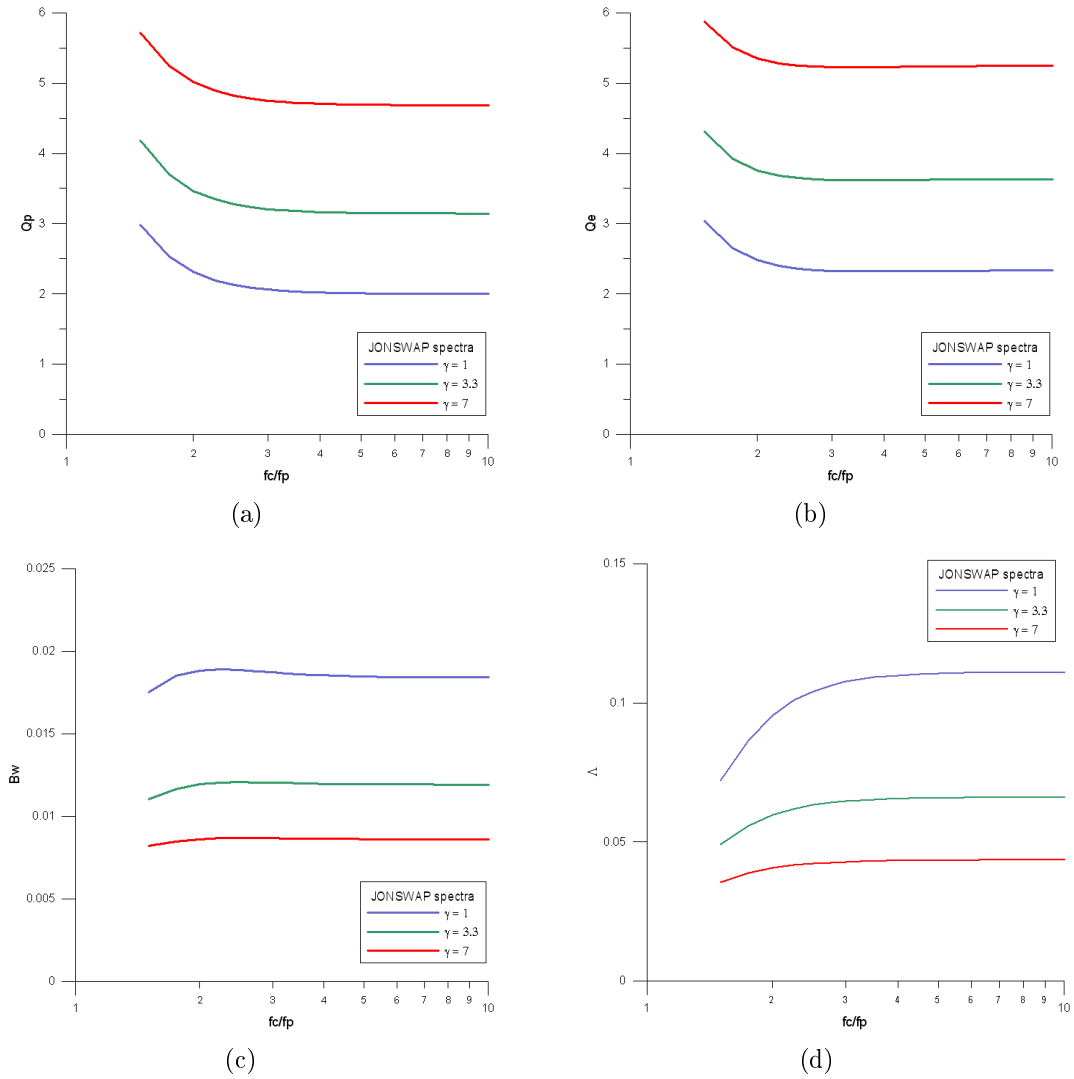 6
5
4
3
2
1
0
Qp
1
2
3
4
5
6
7
8
9
10
fc/fp
JONSWAP spectra
γ = 1
γ = 3.3
γ = 7
(a)
6
5
4
3
2
1
0
Qe
1
2
3
4
5
6
7
8
9
10
fc/fp
JONSWAP spectra
γ = 1
γ = 3.3
γ = 7
(b)
0.025
0.02
0.015
0.01
0.005
0
Bw
1
2
3
4
5
6
7
8
9
10
fc/fp
JONSWAP spectra
γ = 1
γ = 3.3
γ = 7
(c)
0.15
0.1
0.05
0
Λ
1
2
3
4
5
6
7
8
9
10
fc/fp
JONSWAP spectra
γ = 1
γ = 3.3
γ = 7
(d)